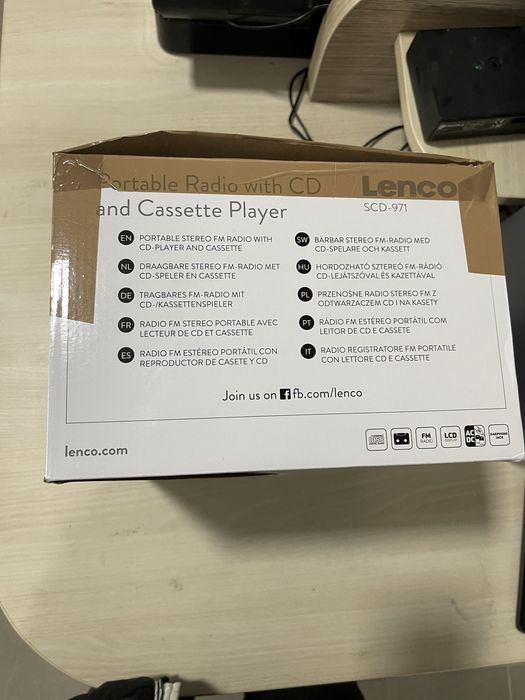 Portable Radio with CD
and Cassette Player
Lenco
SCD-971
EN PORTABLE STEREO FM RADIO WITH
CD-PLAYER AND CASSETTE
NL DRAAGBARE STEREO FM-RADIO MET
CD-SPELER EN CASSETTE
DE TRAGBARES FM-RADIO MIT
CD-/KASSETTENSPIELER
FR RADIO FM STEREO PORTABLE AVEC
LECTEUR DE CD ET CASSETTE
ES RADIO FM ESTÉREO PORTÁTIL CON
REPRODUCTOR DE CASETE Y CD
SW BÄRBAR STEREO FM-RADIO MED
CD-SPELARE OCH KASSETT
HU HORDOZHATÓ SZTEREÓ FM-RÁDIÓ
CD-LEJÁTSZÓVAL ÉS KAZETTÁVAL
PL PRZENOŚNE RADIO STEREO FM Z
ODTWARZACZEM CD I NA KASETY
PT RÁDIO FM ESTÉREO PORTÁTIL COM
LEITOR DE CD E CASSETE
IT RADIO REGISTRATORE FM PORTATILE
CON LETTORE CD E CASSETTE
Join us on f fb.com/lenco
lenco.com
FM
RADIO
LCD
DISPLAY
AC
DC
EARPHONE
JACK